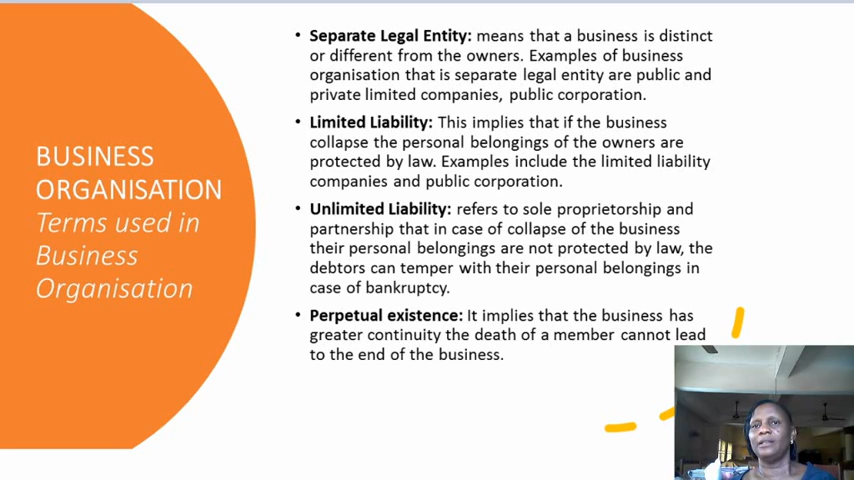 BUSINESS
ORGANISATION
Terms used in
Business
Organisation
• Separate Legal Entity: means that a business is distinct
or different from the owners. Examples of business
organisation that is separate legal entity are public and
private limited companies, public corporation.
• Limited Liability: This implies that if the business
collapse the personal belongings of the owners are
protected by law. Examples include the limited liability
companies and public corporation.
• Unlimited Liability: refers to sole proprietorship and
partnership that in case of collapse of the business
their personal belongings are not protected by law, the
debtors can temper with their personal belongings in
case of bankruptcy.
• Perpetual existence: It implies that the business has
greater continuity the death of a member cannot lead
to the end of the business.